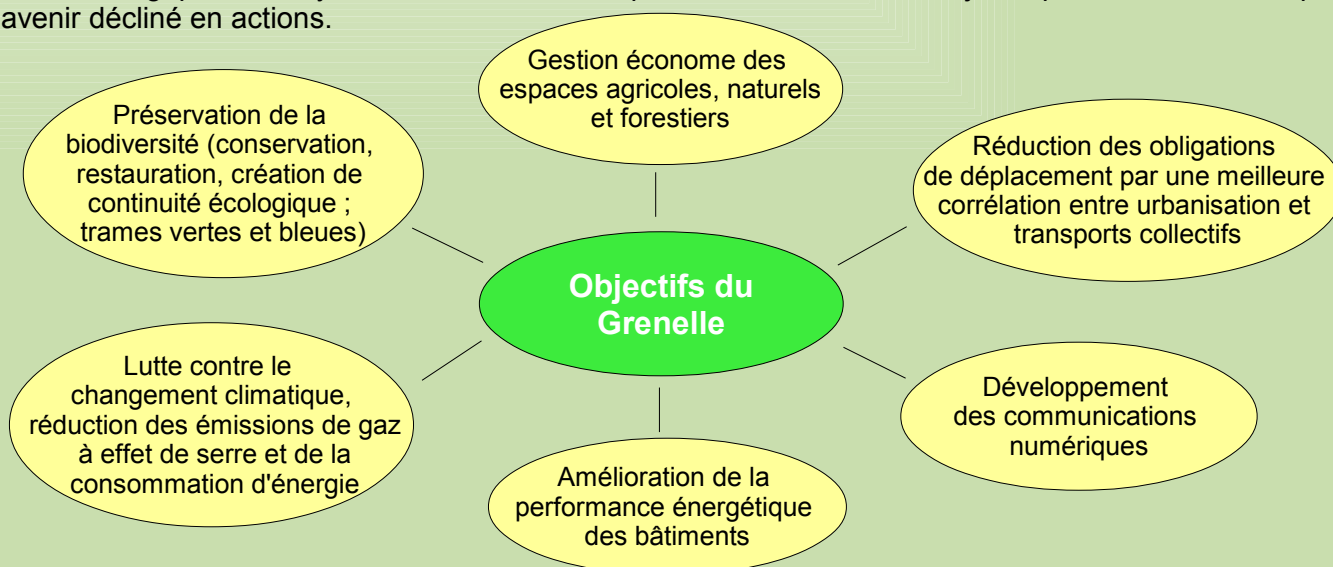 avenir décliné en actions.
Gestion économe des
espaces agricoles, naturels
et forestiers
Préservation de la
biodiversité (conservation,
restauration, création de
continuité écologique ;
trames vertes et bleues)
Réduction des obligations
de déplacement par une meilleure
corrélation entre urbanisation et
transports collectifs
Objectifs du
Grenelle
Lutte contre le
changement climatique,
réduction des émissions de gaz
à effet de serre et de la
consommation d'énergie
Développement
des communications
numériques
Amélioration de la
performance énergétique
des bâtiments